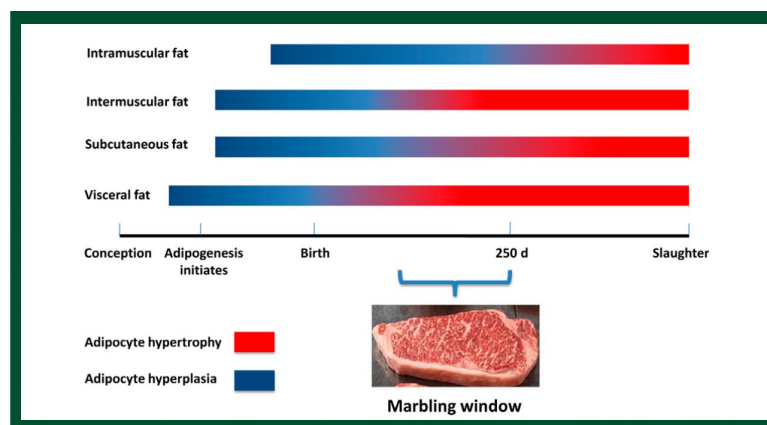 Intramuscular fat
Intermuscular fat
Subcutaneous fat
Visceral fat
Conception
Adipogenesis
initiates
Birth
250 d
Slaughter
Adipocyte hypertrophy
Adipocyte hyperplasia
Marbling window